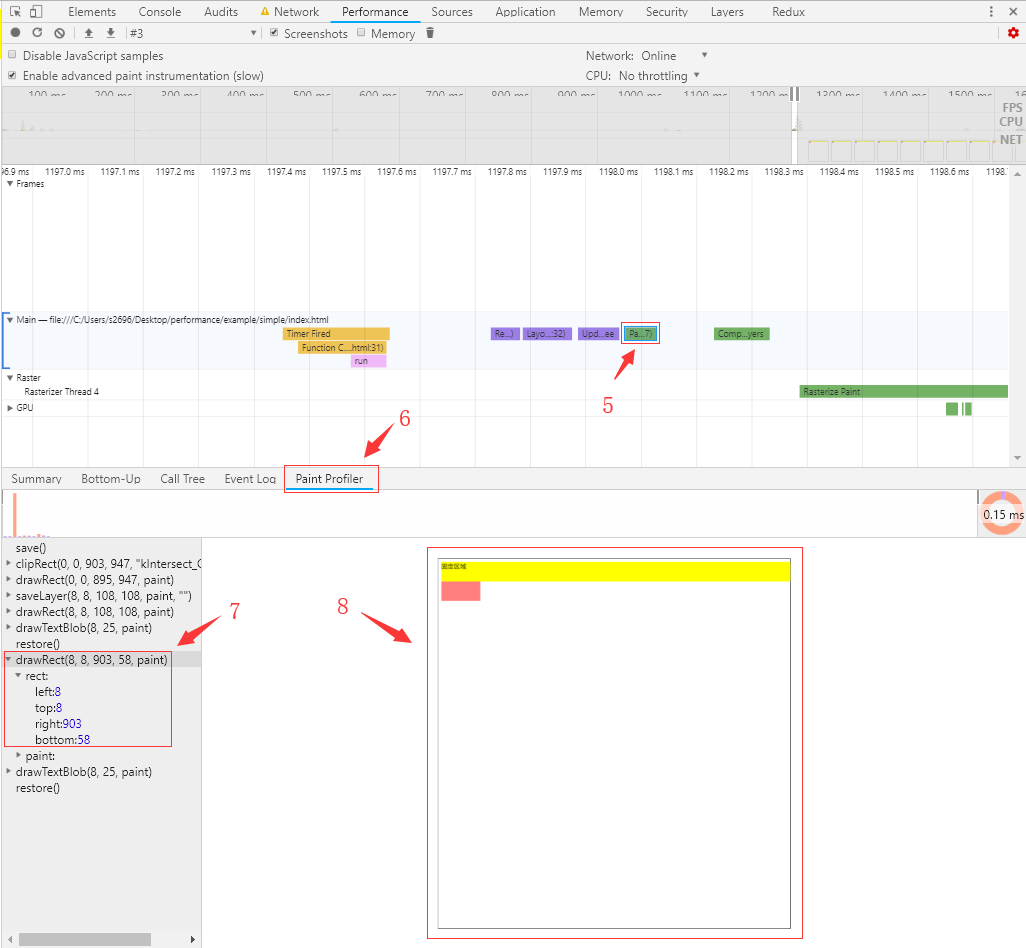 Elements Console Audits Network Performance Sources Application Memory Security Layers Redux
#3 Screenshots Memory
Disable JavaScript samples Network: Online
Enable advanced paint instrumentation (slow) CPU: No throttling
100 ms 200 ms 300 ms 400 ms 500 ms 600 ms 700 ms 800 ms 900 ms 1000 ms 1100 ms 1200 ms 1300 ms 1400 ms 1500 ms
FPS
CPU
NET
96.9 ms 1197.0 ms 1197.1 ms 1197.2 ms 1197.3 ms 1197.4 ms 1197.5 ms 1197.6 ms 1197.7 ms 1197.8 ms 1197.9 ms 1198.0 ms 1198.1 ms 1198.2 ms 1198.3 ms 1198.4 ms 1198.5 ms 1198.6 ms 1198.
Frames
Main — file:///C:/Users/s2696/Desktop/performance/example/simple/index.html
Timer Fired Re...) Layo...:32) Upd...ee Pa...7) Comp...yers
Function C....html:31)
run
Raster
Rasterizer Thread 4 Rasterize Paint
GPU
5
6
Summary Bottom-Up Call Tree Event Log Paint Profiler
0.15 ms
save()
clipRect(0, 0, 903, 947, "kIntersect_
drawRect(0, 0, 895, 947, paint)
saveLayer(8, 8, 108, 108, paint, "")
drawRect(8, 8, 108, 108, paint)
drawTextBlob(8, 25, paint)
restore()
drawRect(8, 8, 903, 58, paint)
rect:
left:8
top:8
right:903
bottom:58
paint:
drawTextBlob(8, 25, paint)
restore()
7
8
固定区域